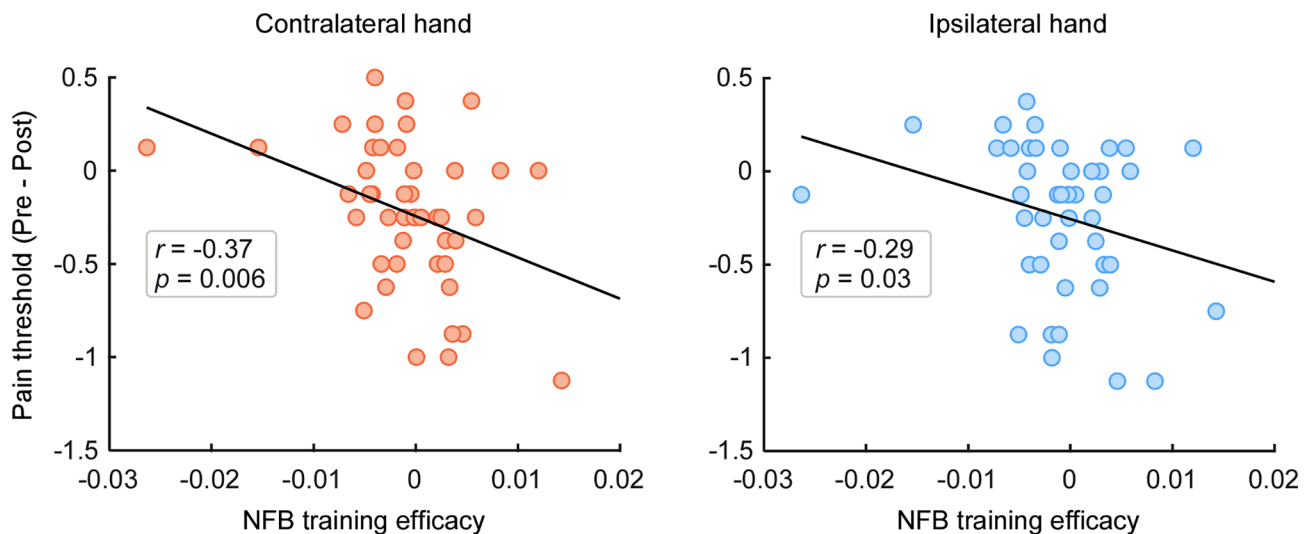 Contralateral hand
Pain threshold (Pre - Post)
0.5
0
-0.5
-1
-1.5
r = -0.37
p = 0.006
-0.03 -0.02 -0.01 0 0.01 0.02
NFB training efficacy
Ipsilateral hand
0.5
0
-0.5
-1
-1.5
r = -0.29
p = 0.03
-0.03 -0.02 -0.01 0 0.01 0.02
NFB training efficacy